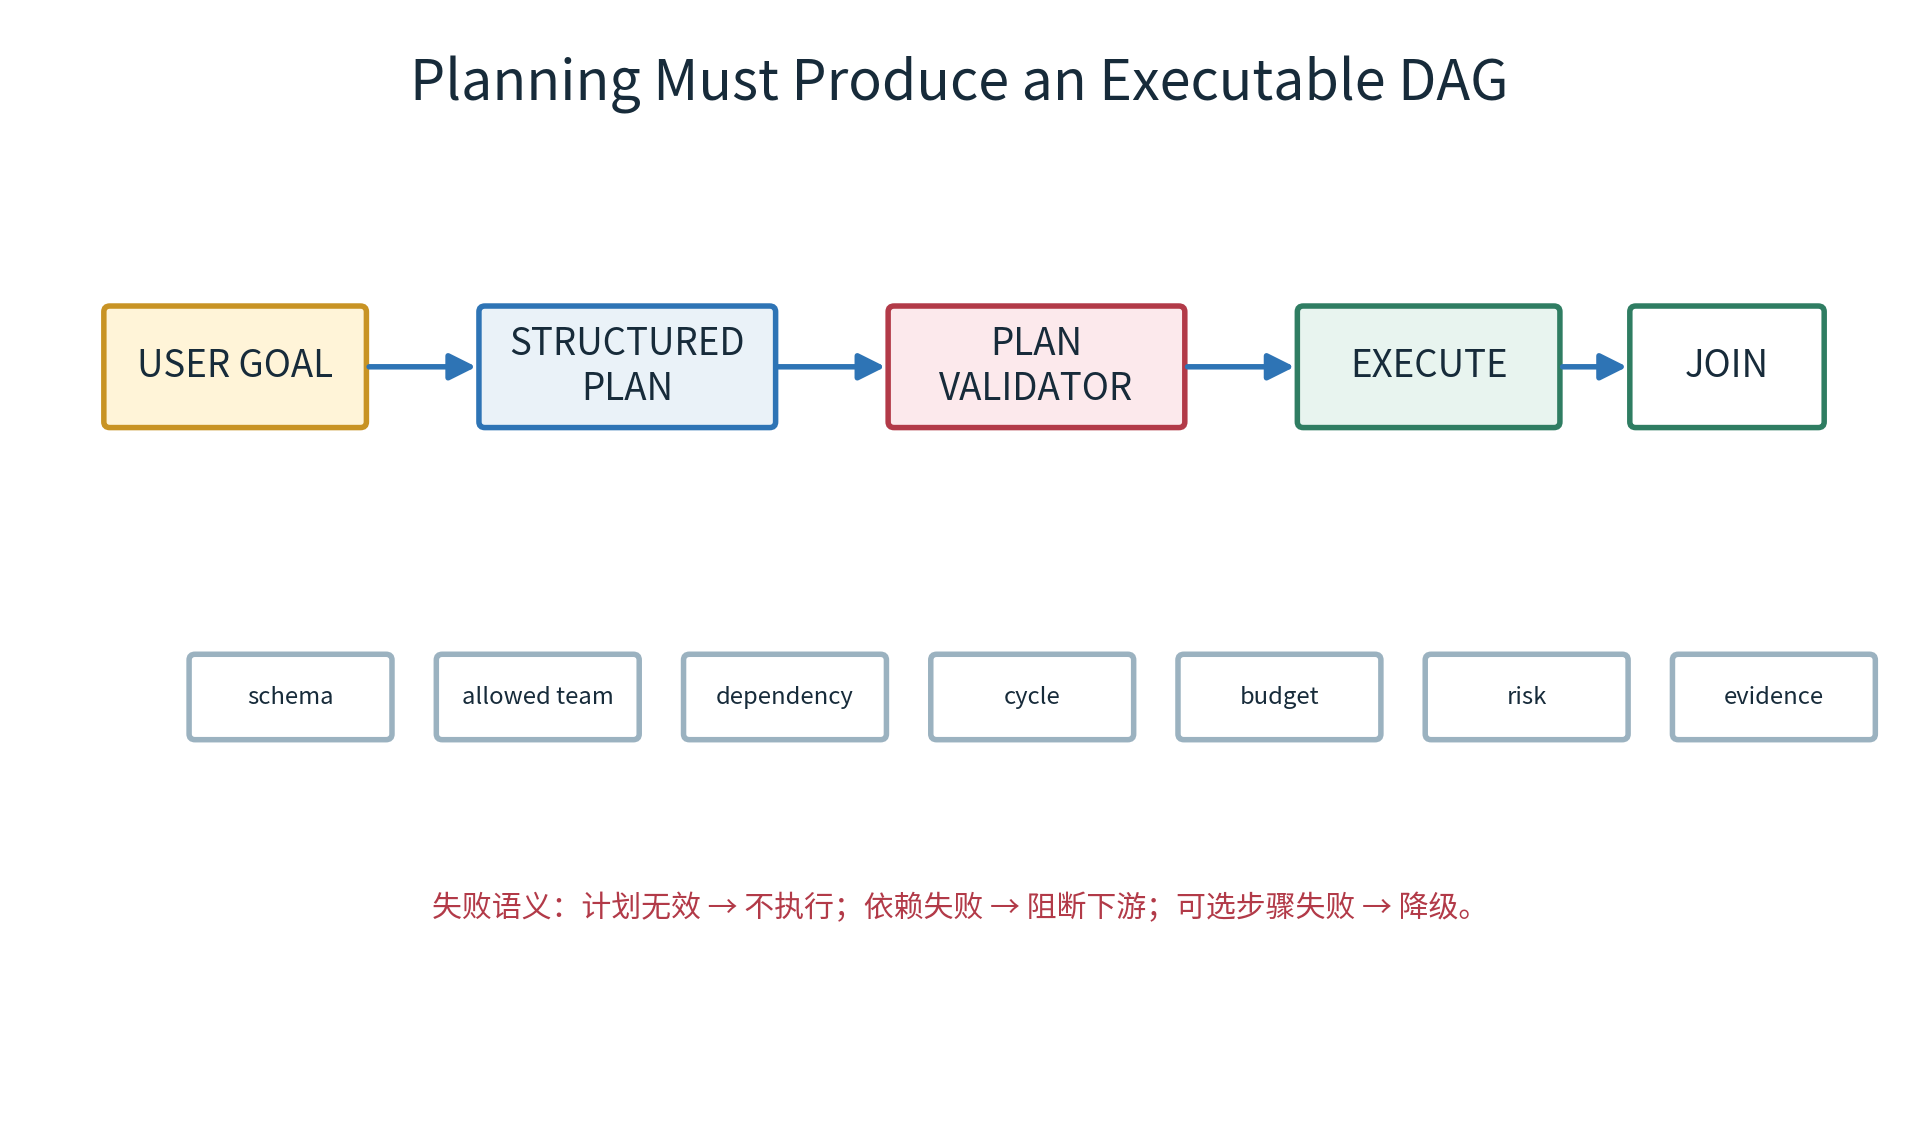 Planning Must Produce an Executable DAG
USER GOAL
STRUCTURED
PLAN
PLAN
VALIDATOR
EXECUTE
JOIN
schema
allowed team
dependency
cycle
budget
risk
evidence
失败语义：计划无效 → 不执行；依赖失败 → 阻断下游；可选步骤失败 → 降级。